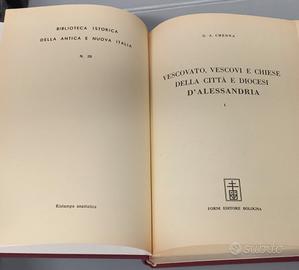 BIBLIOTECA ISTORICA
DELLA ANTICA E NUOVA ITALIA
Ristampa anastatica
G. A. CHENNA
VESCOVATO, VESCOVI E CHIESE
DELLA CITTÀ E DIOCESI
D'ALESSANDRIA
I
FORNI EDITORE BOLOGNA
subito